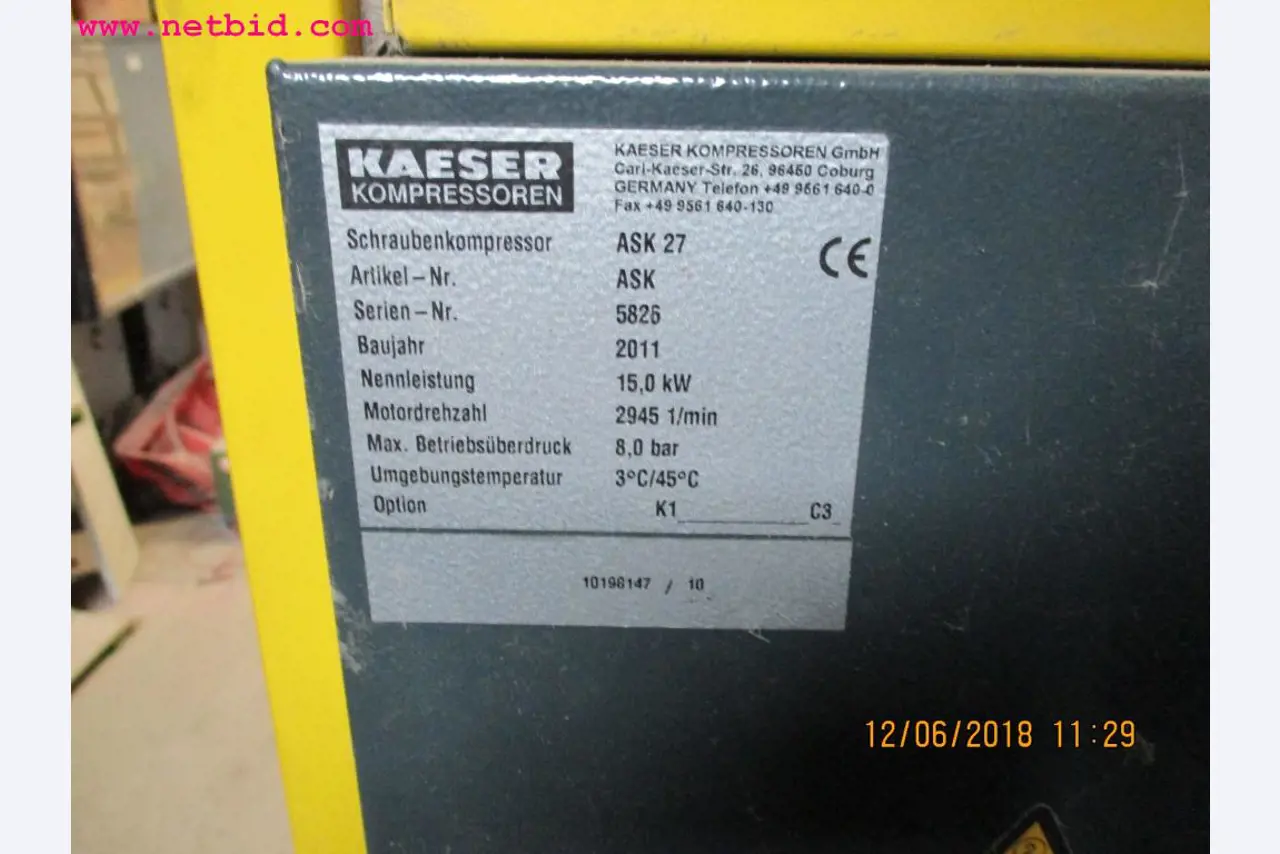 www.netbid.com
KAESER
KOMPRESSOREN
KAESER KOMPRESSOREN GmbH
Carl-Kaeser-Str. 26, 96450 Coburg
GERMANY Telefon +49 9561 640-0
Fax +49 9561 640-130
Schraubenkompressor ASK 27
CE
Artikel-Nr. ASK
Serien-Nr. 5826
Baujahr 2011
Nennleistung 15,0 kW
Motordrehzahl 2945 1/min
Max. Betriebsüberdruck 8,0 bar
Umgebungstemperatur 3°C/45°C
Option K1__________C3_
10198147 / 10
12/06/2018 11:29